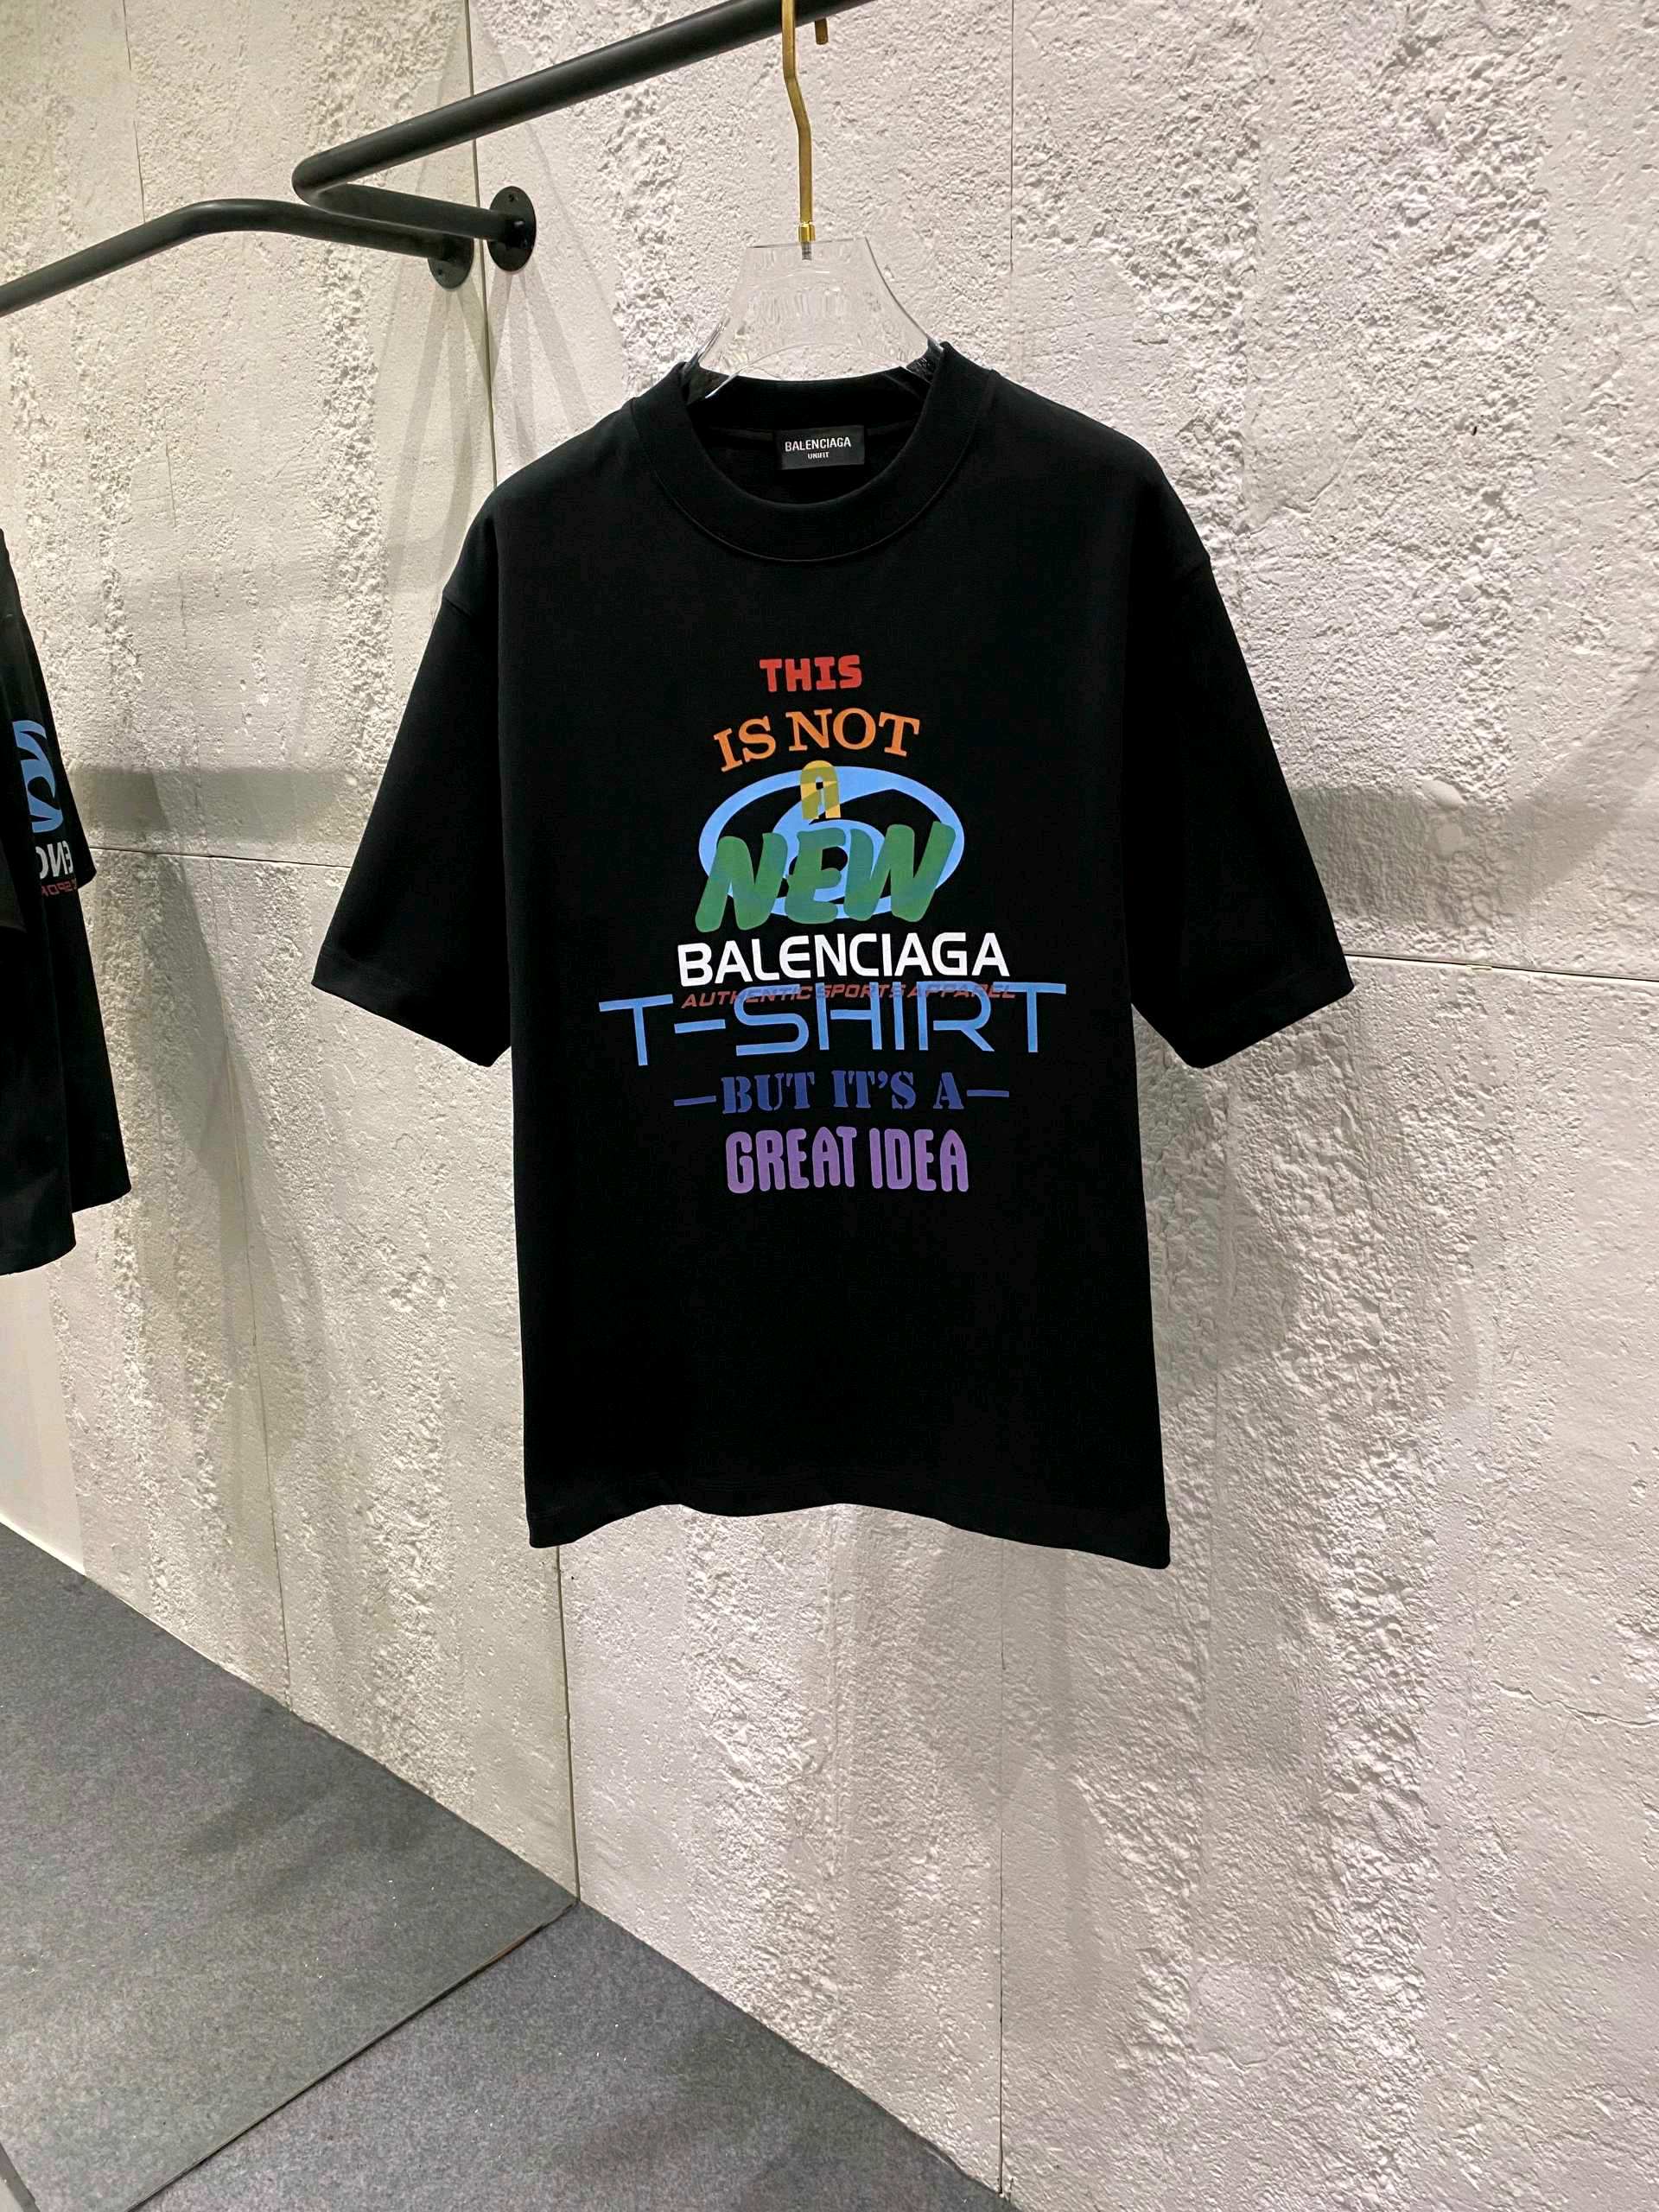 BALENCIAGA
UNIFIT
THIS
IS NOT
A
NEW
BALENCIAGA
AUTHENTIC SPORTS APPAREL
T-SHIRT
—BUT IT'S A—
GREAT IDEA